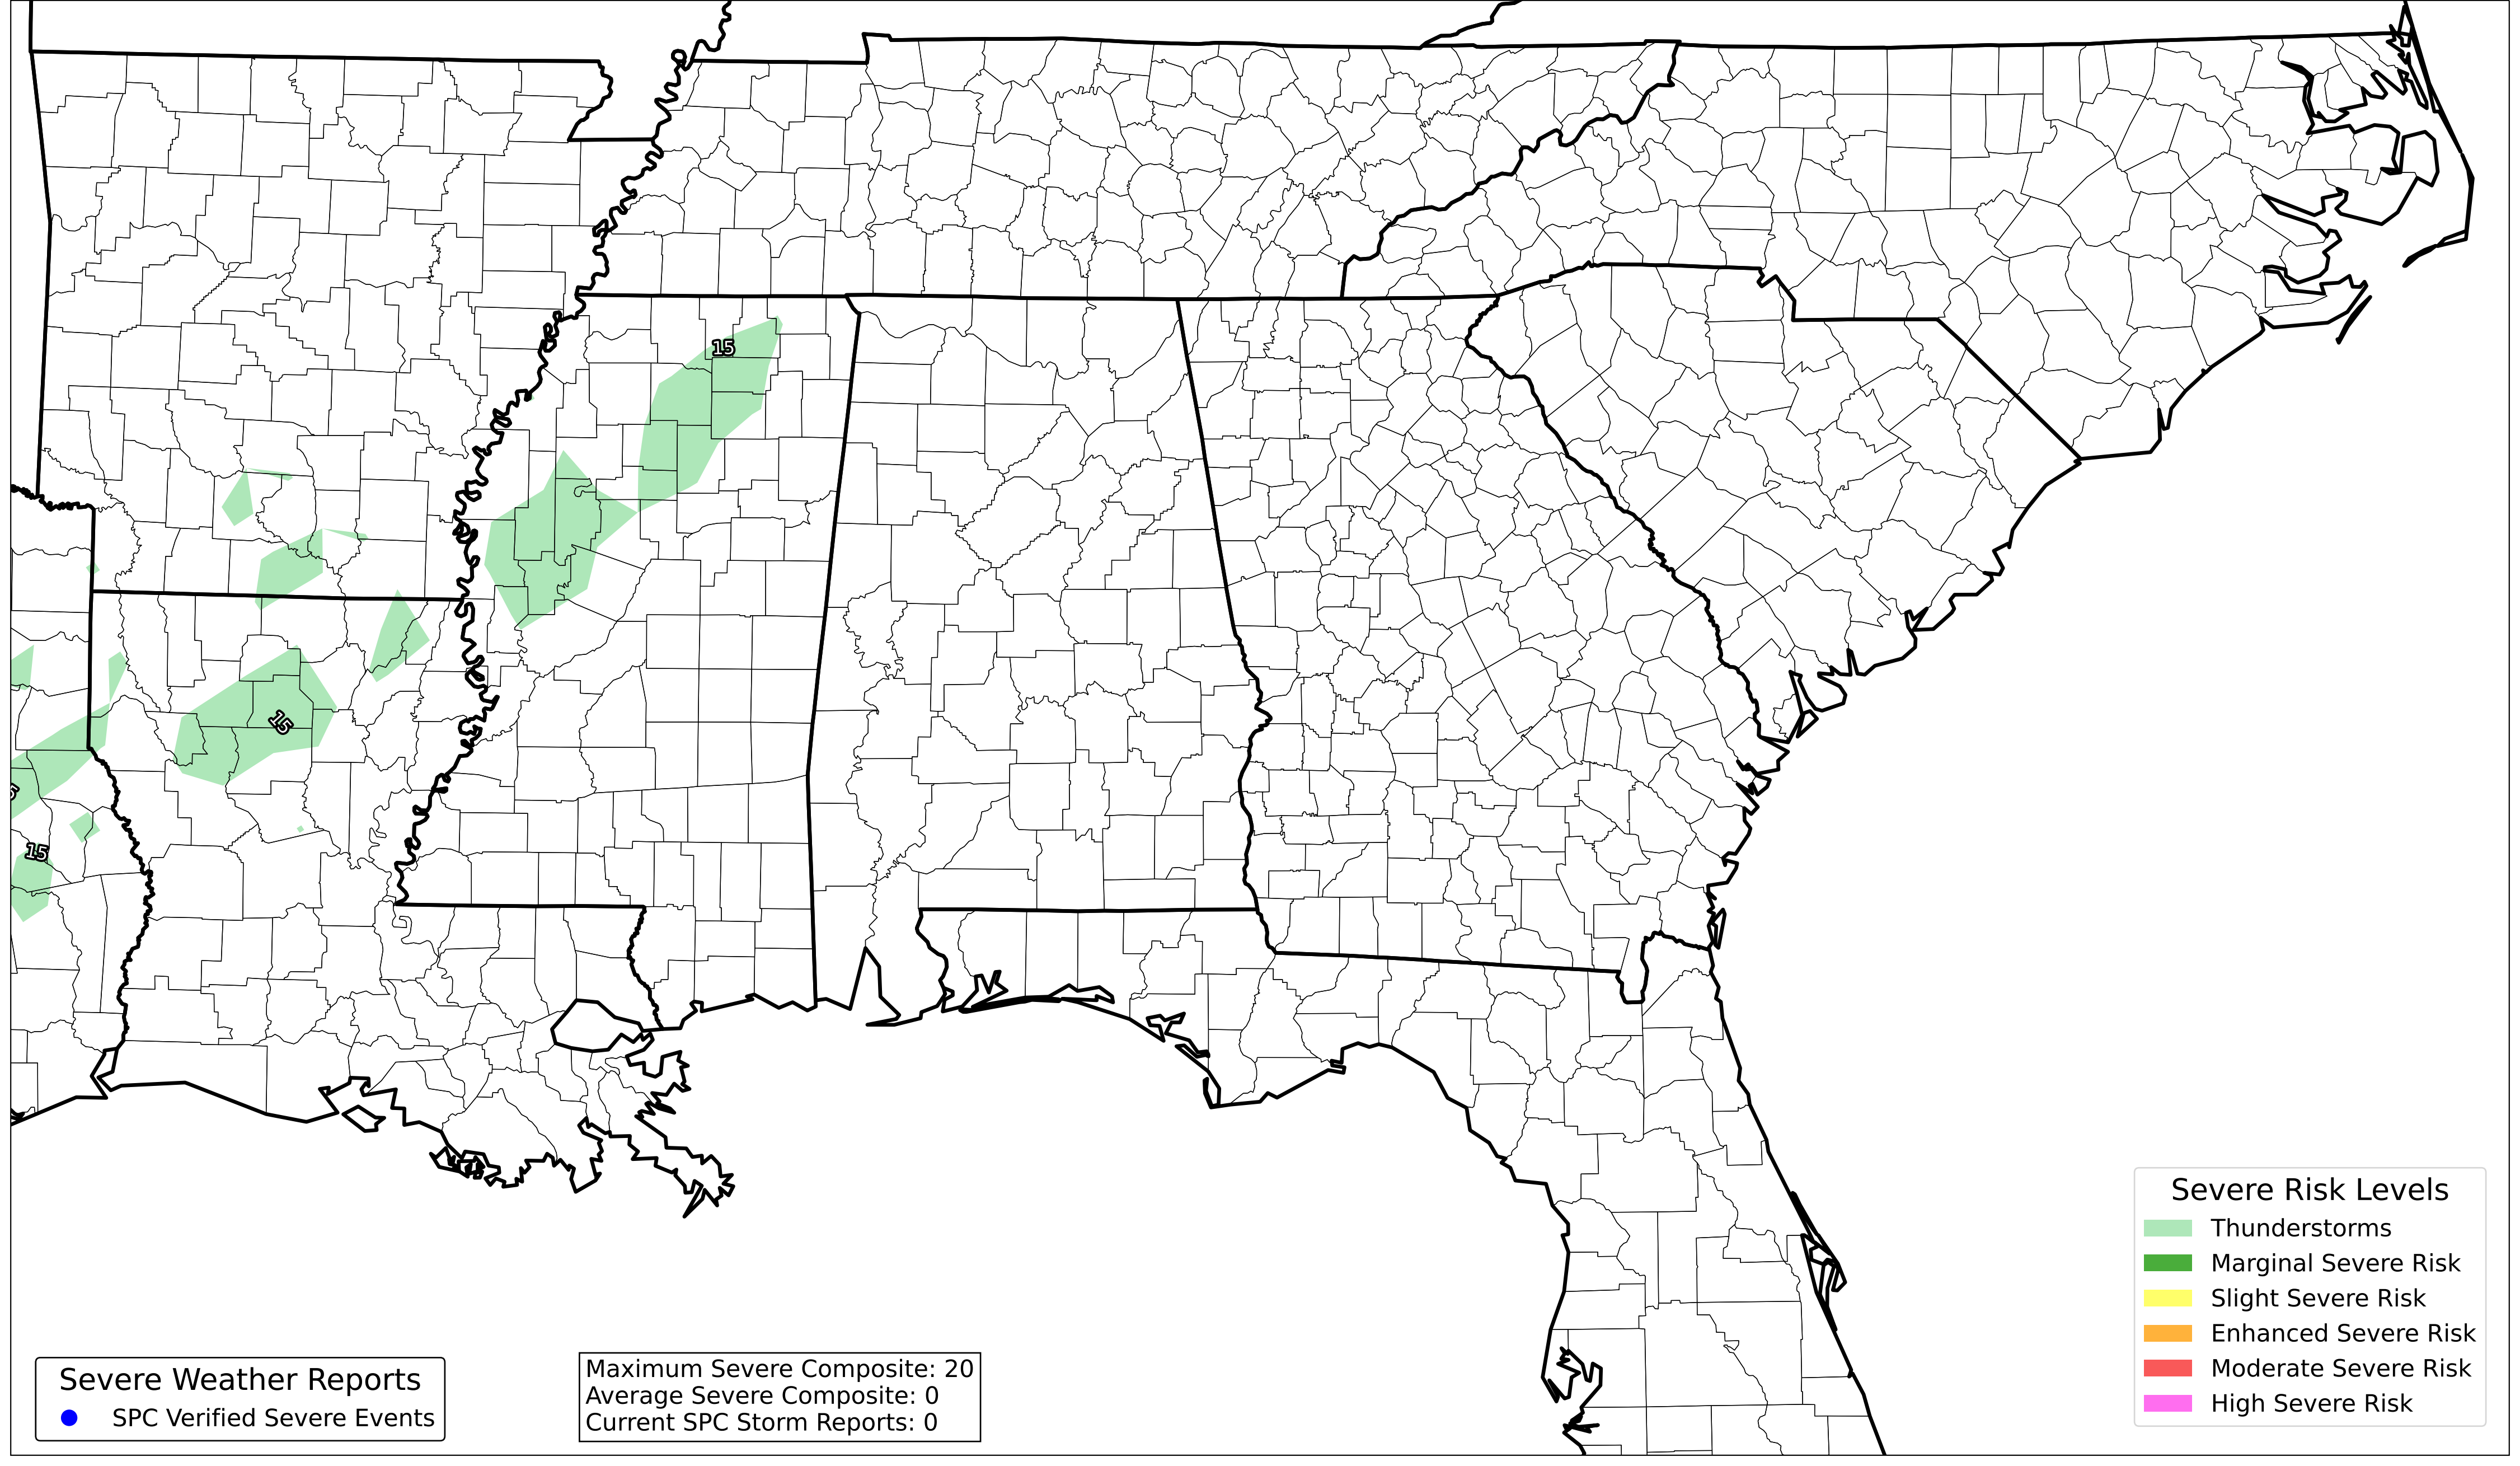 15
15
15
Severe Risk Levels
Thunderstorms
Marginal Severe Risk
Slight Severe Risk
Enhanced Severe Risk
Moderate Severe Risk
High Severe Risk
Severe Weather Reports
SPC Verified Severe Events
Maximum Severe Composite: 20
Average Severe Composite: 0
Current SPC Storm Reports: 0